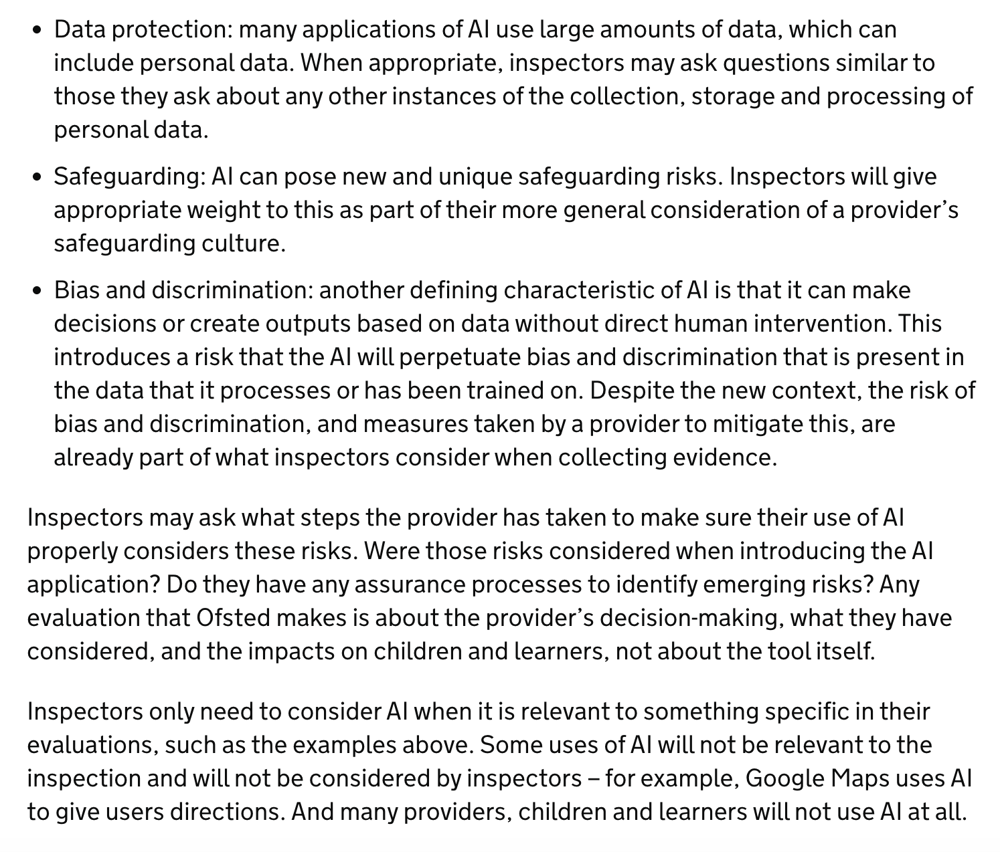 • Data protection: many applications of AI use large amounts of data, which can
include personal data. When appropriate, inspectors may ask questions similar to
those they ask about any other instances of the collection, storage and processing of
personal data.
• Safeguarding: AI can pose new and unique safeguarding risks. Inspectors will give
appropriate weight to this as part of their more general consideration of a provider’s
safeguarding culture.
• Bias and discrimination: another defining characteristic of AI is that it can make
decisions or create outputs based on data without direct human intervention. This
introduces a risk that the AI will perpetuate bias and discrimination that is present in
the data that it processes or has been trained on. Despite the new context, the risk of
bias and discrimination, and measures taken by a provider to mitigate this, are
already part of what inspectors consider when collecting evidence.
Inspectors may ask what steps the provider has taken to make sure their use of AI
properly considers these risks. Were those risks considered when introducing the AI
application? Do they have any assurance processes to identify emerging risks? Any
evaluation that Ofsted makes is about the provider’s decision-making, what they have
considered, and the impacts on children and learners, not about the tool itself.
Inspectors only need to consider AI when it is relevant to something specific in their
evaluations, such as the examples above. Some uses of AI will not be relevant to the
inspection and will not be considered by inspectors – for example, Google Maps uses AI
to give users directions. And many providers, children and learners will not use AI at all.